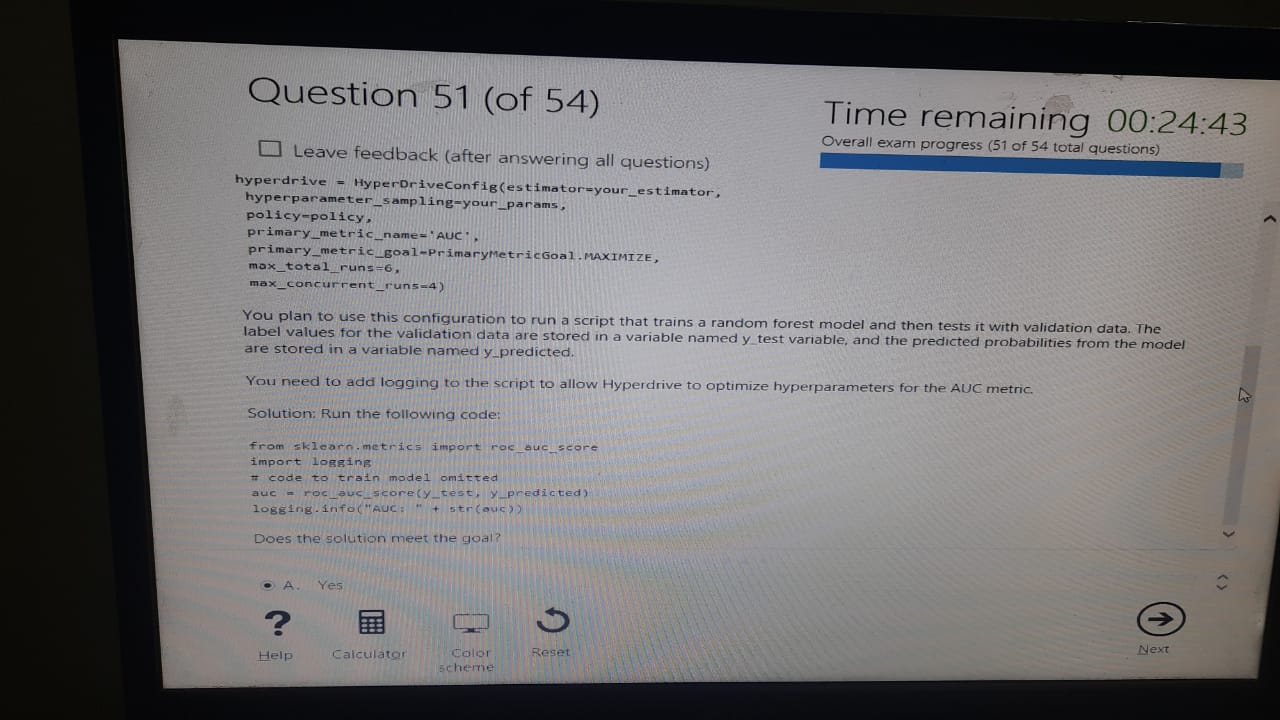 Question 51 (of 54)
Time remaining 00:24:43
Overall exam progress (51 of 54 total questions)
Leave feedback (after answering all questions)
hyperdrive = HyperDriveConfig(estimator=your_estimator,
hyperparameter_sampling=your_params,
policy=policy,
primary_metric_name='AUC',
primary_metric_goal=PrimaryMetricGoal.MAXIMIZE,
max_total_runs=6,
max_concurrent_runs=4)
You plan to use this configuration to run a script that trains a random forest model and then tests it with validation data. The
label values for the validation data are stored in a variable named y_test variable, and the predicted probabilities from the model
are stored in a variable named y_predicted.
You need to add logging to the script to allow Hyperdrive to optimize hyperparameters for the AUC metric.
Solution: Run the following code:
from sklearn.metrics import roc_auc_score
import logging
# code to train model omitted
auc = roc_auc_score(y_test, y_predicted)
logging.info("AUC: " + str(auc))
Does the solution meet the goal?
A. Yes
? 
Help
Calculator
Color
scheme
Reset
Next